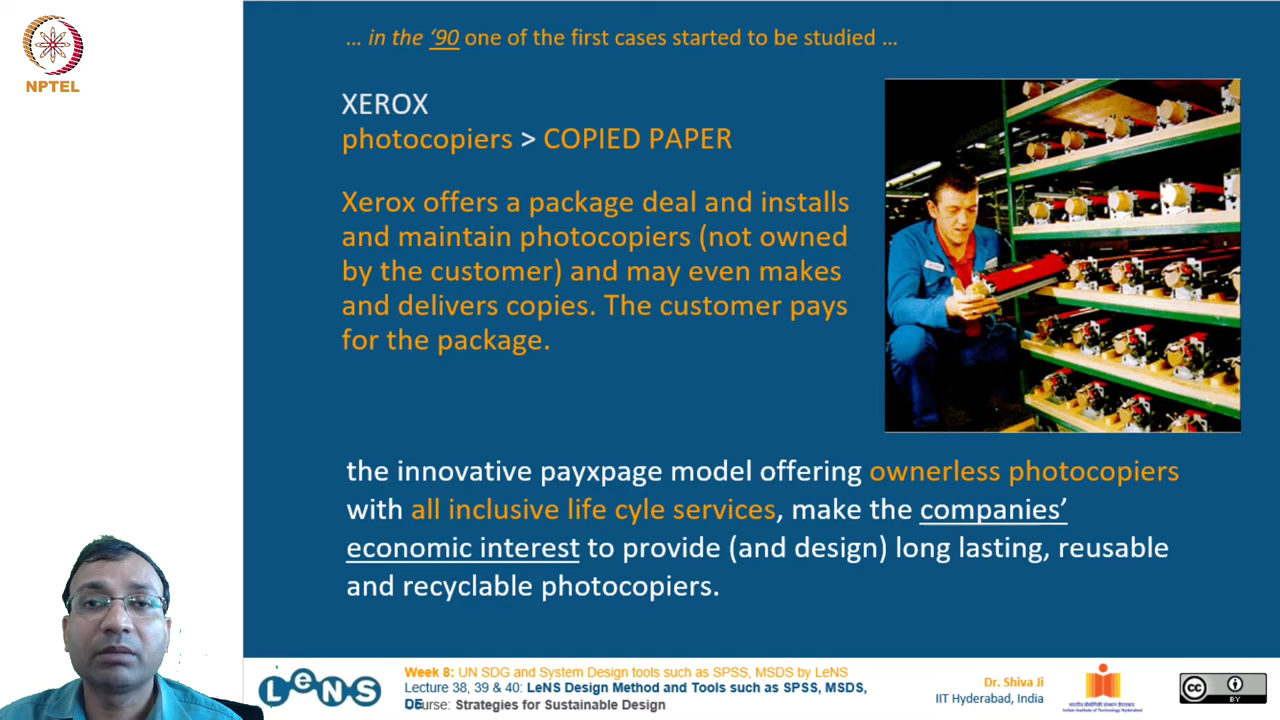 … in the ‘90 one of the first cases started to be studied …
NPTEL
XEROX
photocopiers > COPIED PAPER
Xerox offers a package deal and installs
and maintain photocopiers (not owned
by the customer) and may even makes
and delivers copies. The customer pays
for the package.
the innovative payxpage model offering ownerless photocopiers
with all inclusive life cyle services, make the companies’
economic interest to provide (and design) long lasting, reusable
and recyclable photocopiers.
LeNS
Week 8: UN SDG and System Design tools such as SPSS, MSDS by LeNS
Lecture 38, 39 & 40: LeNS Design Method and Tools such as SPSS, MSDS,
Course: Strategies for Sustainable Design
Dr. Shiva Ji
IIT Hyderabad, India
cc
BY